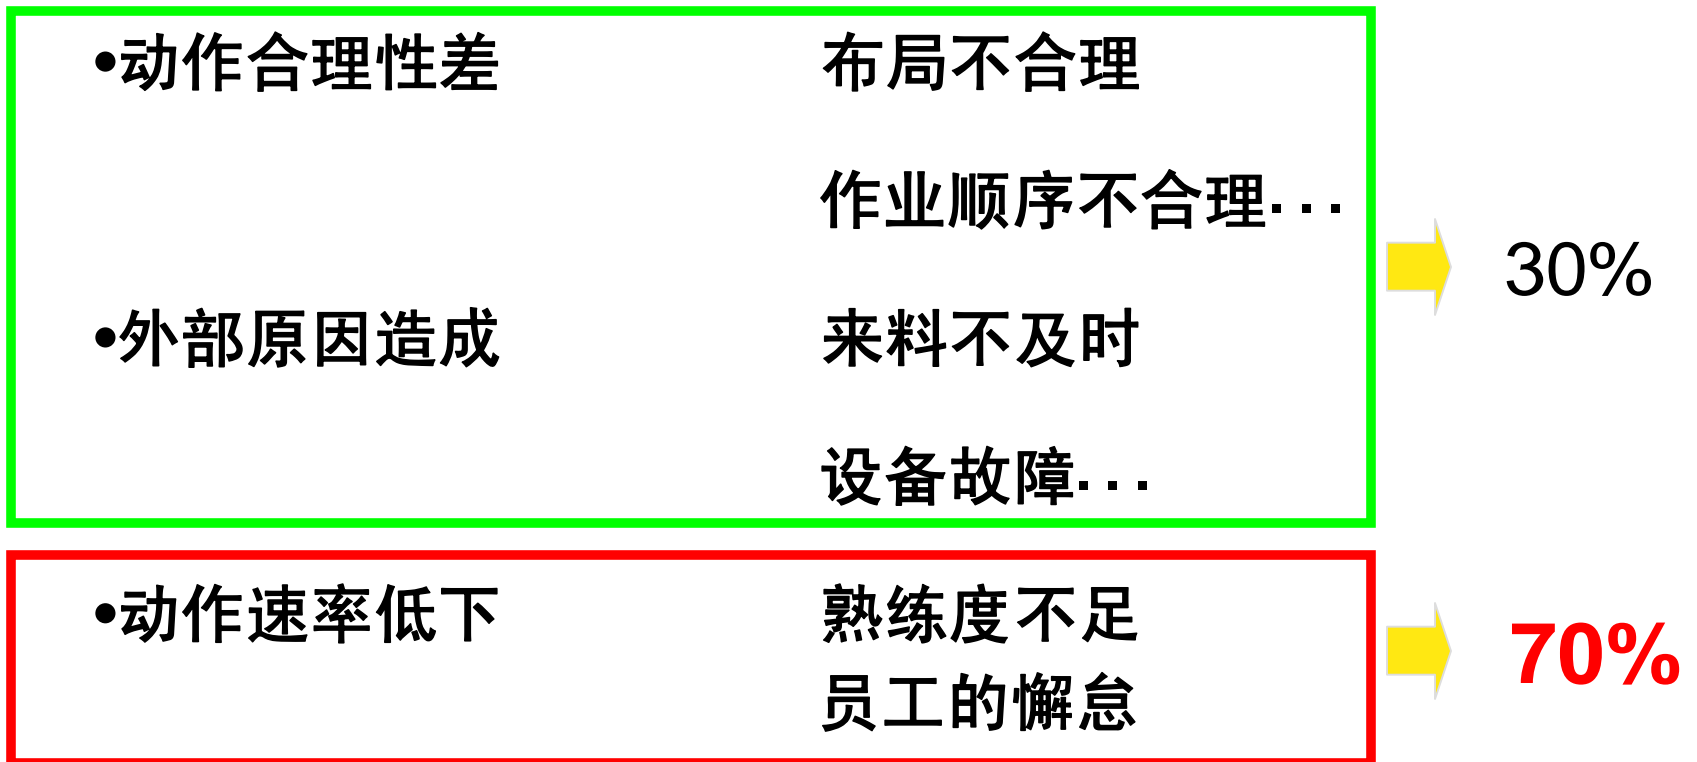 •动作合理性差 布局不合理
作业顺序不合理···
30%
•外部原因造成 来料不及时
设备故障···
•动作速率低下 熟练度不足
70%
员工的懈怠